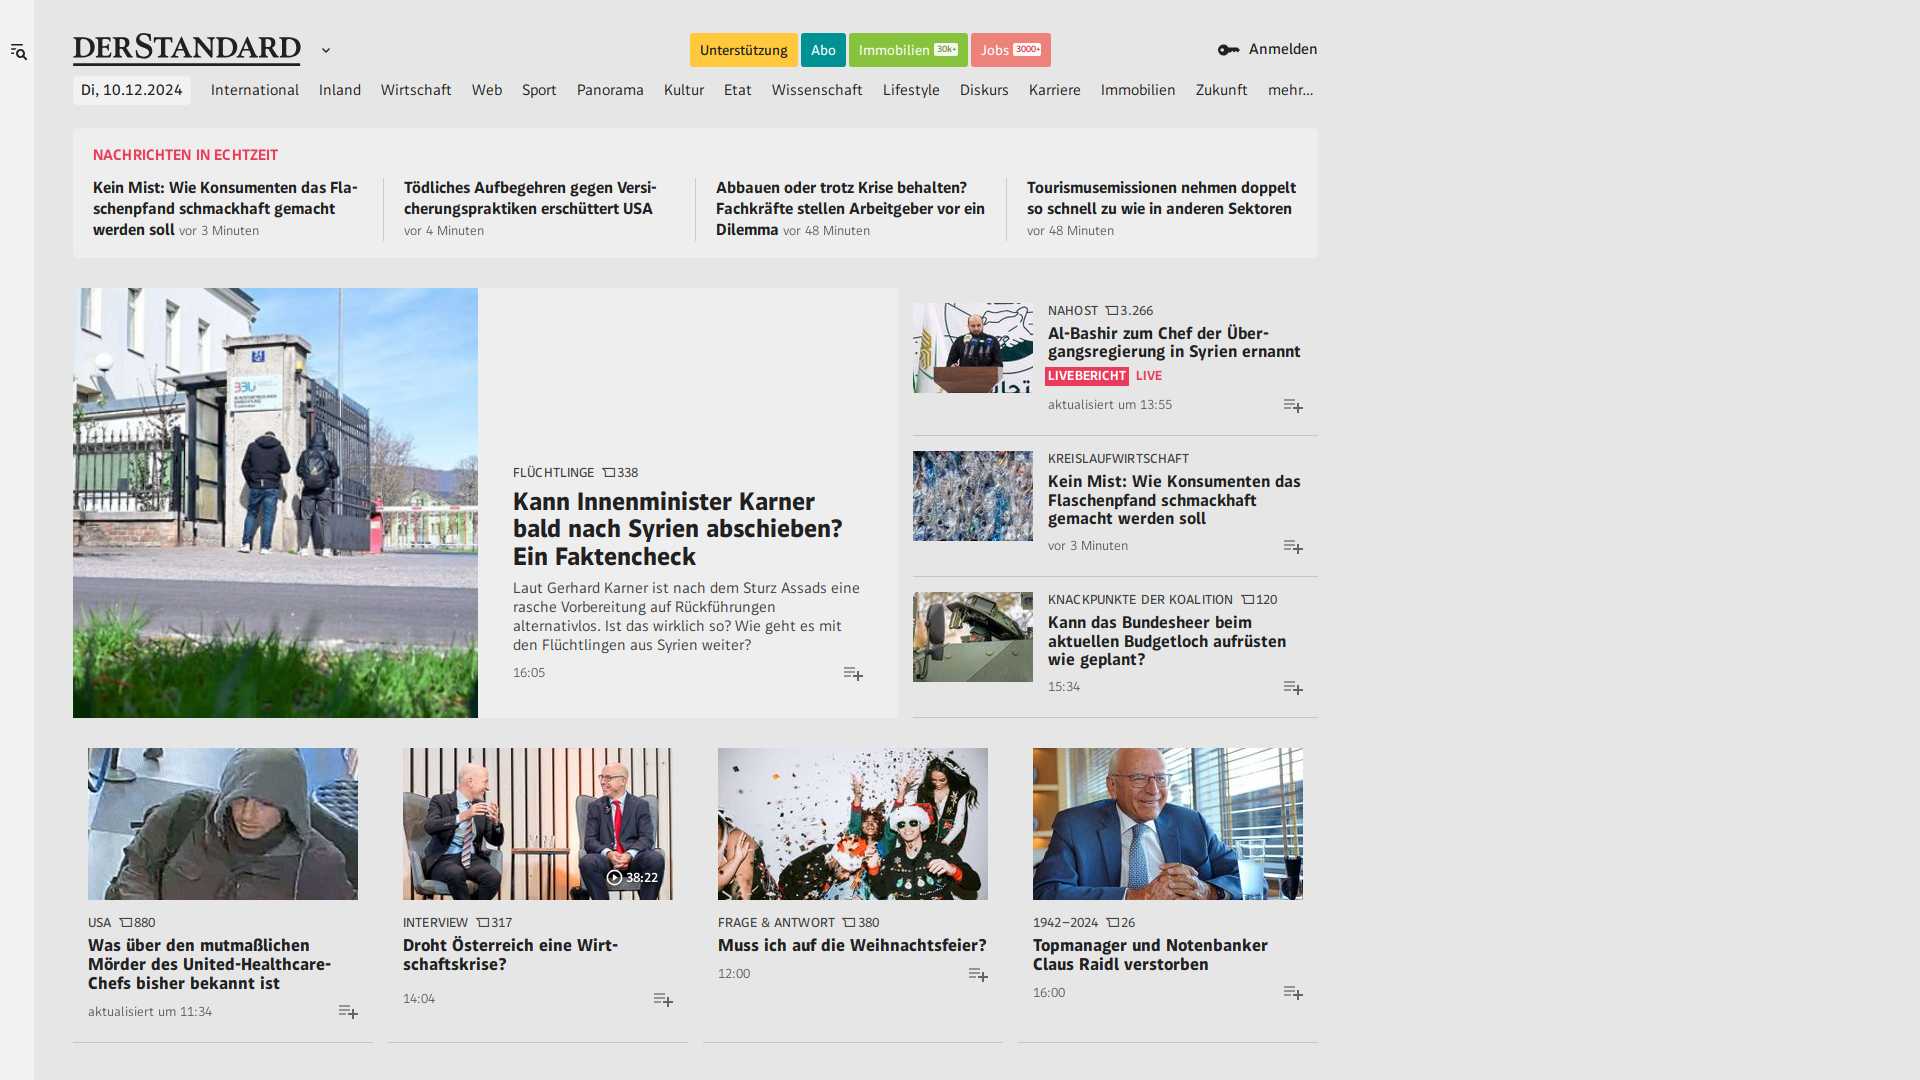 DERSTANDARD
Unterstützung
Abo
Immobilien 30k+
Jobs 3000+
Anmelden
Di, 10.12.2024
International
Inland
Wirtschaft
Web
Sport
Panorama
Kultur
Etat
Wissenschaft
Lifestyle
Diskurs
Karriere
Immobilien
Zukunft
mehr...
NACHRICHTEN IN ECHTZEIT
Kein Mist: Wie Konsumenten das Fla-
schenpfand schmackhaft gemacht
werden soll vor 3 Minuten
Tödliches Aufbegehren gegen Versi-
cherungspraktiken erschüttert USA
vor 4 Minuten
Abbauen oder trotz Krise behalten?
Fachkräfte stellen Arbeitgeber vor ein
Dilemma vor 48 Minuten
Tourismusemissionen nehmen doppelt
so schnell zu wie in anderen Sektoren
vor 48 Minuten
FLÜCHTLINGE 338
Kann Innenminister Karner
bald nach Syrien abschieben?
Ein Faktencheck
Laut Gerhard Karner ist nach dem Sturz Assads eine
rasche Vorbereitung auf Rückführungen
alternativlos. Ist das wirklich so? Wie geht es mit
den Flüchtlingen aus Syrien weiter?
16:05
NAHOST 3.266
Al-Bashir zum Chef der Über-
gangsregierung in Syrien ernannt
LIVEBERICHT LIVE
aktualisiert um 13:55
KREISLAUFWIRTSCHAFT
Kein Mist: Wie Konsumenten das
Flaschenpfand schmackhaft
gemacht werden soll
vor 3 Minuten
KNACKPUNKTE DER KOALITION 120
Kann das Bundesheer beim
aktuellen Budgetloch aufrüsten
wie geplant?
15:34
USA 880
Was über den mutmaßlichen
Mörder des United-Healthcare-
Chefs bisher bekannt ist
aktualisiert um 11:34
38:22
INTERVIEW 317
Droht Österreich eine Wirt-
schaftskrise?
14:04
FRAGE & ANTWORT 380
Muss ich auf die Weihnachtsfeier?
12:00
1942–2024 26
Topmanager und Notenbanker
Claus Raidl verstorben
16:00